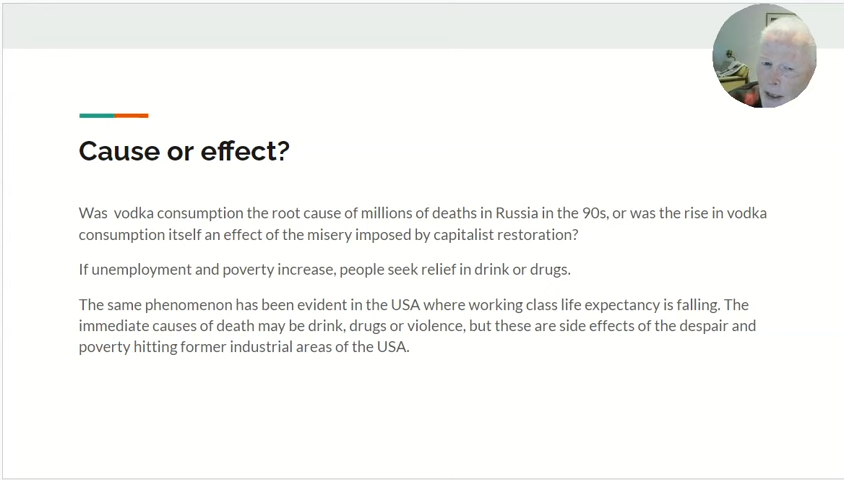 Cause or effect?
Was vodka consumption the root cause of millions of deaths in Russia in the 90s, or was the rise in vodka
consumption itself an effect of the misery imposed by capitalist restoration?
If unemployment and poverty increase, people seek relief in drink or drugs.
The same phenomenon has been evident in the USA where working class life expectancy is falling. The
immediate causes of death may be drink, drugs or violence, but these are side effects of the despair and
poverty hitting former industrial areas of the USA.